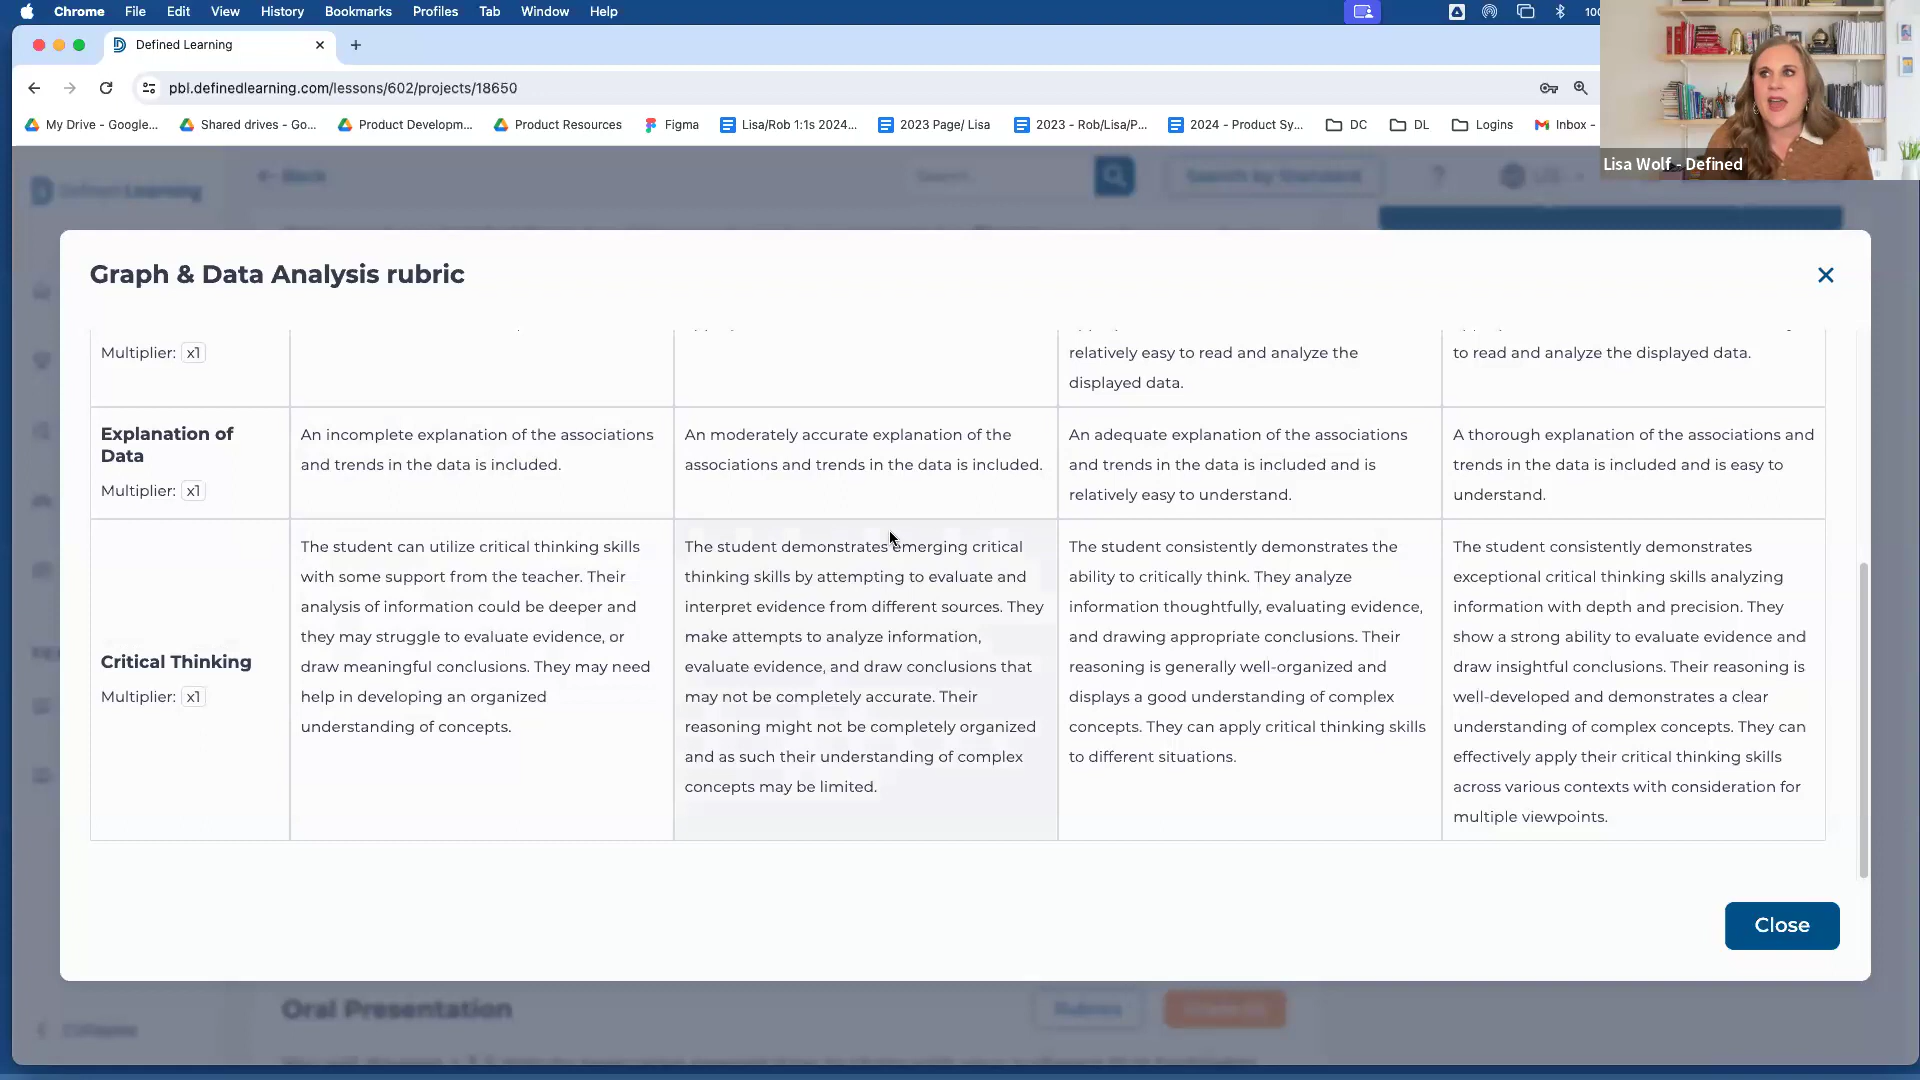 Chrome File Edit View History Bookmarks Profiles Tab Window Help
Defined Learning
pbl.definedlearning.com/lessons/602/projects/18650
My Drive - Google... Shared drives - Go... Product Developm... Product Resources Figma Lisa/Rob 1:1s 2024... 2023 Page/ Lisa 2023 - Rob/Lisa/P... 2024 - Product Sy... DC DL Logins Inbox -
Lisa Wolf - Defined
Defined Learning
Back
Search...
Search by Standard
?
Graph & Data Analysis rubric
Multiplier: x1
relatively easy to read and analyze the
displayed data.
to read and analyze the displayed data.
Explanation of
Data
Multiplier: x1
An incomplete explanation of the associations
and trends in the data is included.
An moderately accurate explanation of the
associations and trends in the data is included.
An adequate explanation of the associations
and trends in the data is included and is
relatively easy to understand.
A thorough explanation of the associations and
trends in the data is included and is easy to
understand.
Critical Thinking
Multiplier: x1
The student can utilize critical thinking skills
with some support from the teacher. Their
analysis of information could be deeper and
they may struggle to evaluate evidence, or
draw meaningful conclusions. They may need
help in developing an organized
understanding of concepts.
The student demonstrates emerging critical
thinking skills by attempting to evaluate and
interpret evidence from different sources. They
make attempts to analyze information,
evaluate evidence, and draw conclusions that
may not be completely accurate. Their
reasoning might not be completely organized
and as such their understanding of complex
concepts may be limited.
The student consistently demonstrates the
ability to critically think. They analyze
information thoughtfully, evaluating evidence,
and drawing appropriate conclusions. Their
reasoning is generally well-organized and
displays a good understanding of complex
concepts. They can apply critical thinking skills
to different situations.
The student consistently demonstrates
exceptional critical thinking skills analyzing
information with depth and precision. They
show a strong ability to evaluate evidence and
draw insightful conclusions. Their reasoning is
well-developed and demonstrates a clear
understanding of complex concepts. They can
effectively apply their critical thinking skills
across various contexts with consideration for
multiple viewpoints.
Close
Oral Presentation
Rubrics
Collapse